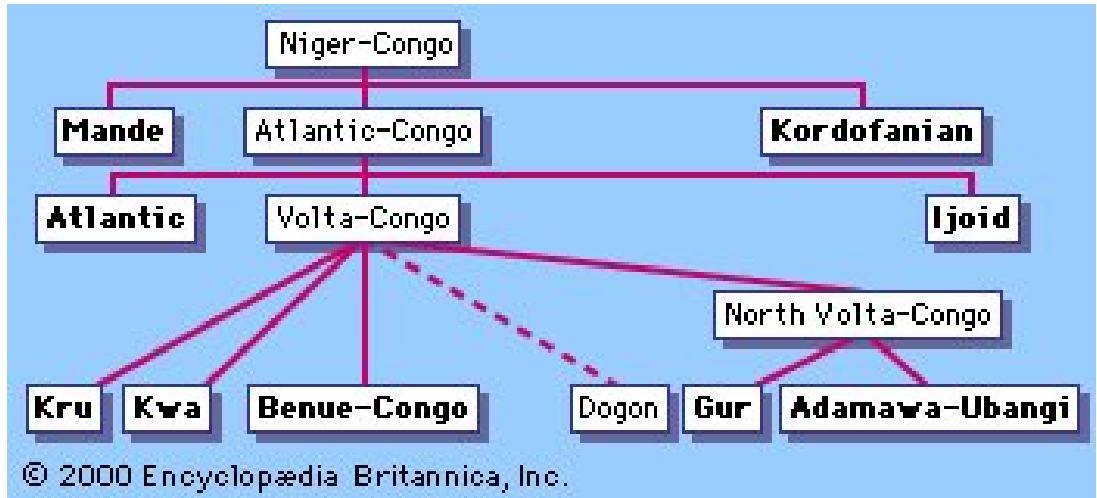 Niger-Congo
Mande
Atlantic-Congo
Kordofanian
Atlantic
Volta-Congo
Ijoid
North Volta-Congo
Kru
Kwa
Benue-Congo
Dogon
Gur
Adamawa-Ubangi
© 2000 Encyclopædia Britannica, Inc.